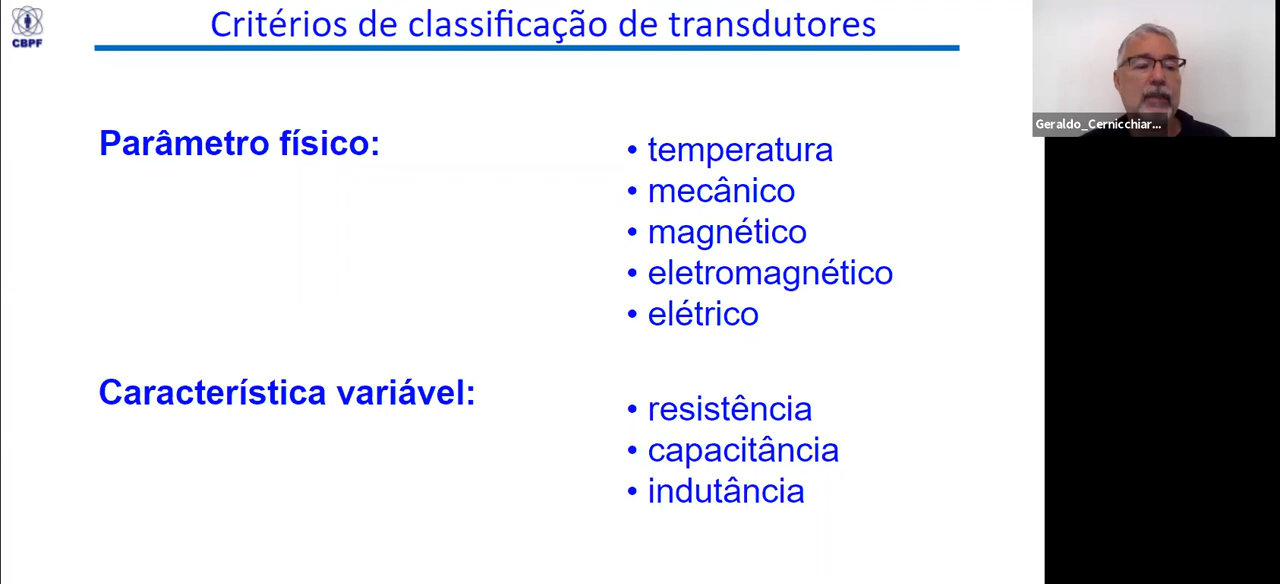 Critérios de classificação de transdutores
CBPF
Parâmetro físico:
• temperatura
• mecânico
• magnético
• eletromagnético
• elétrico
Característica variável:
• resistência
• capacitância
• indutância
Geraldo_Cernicchiar...